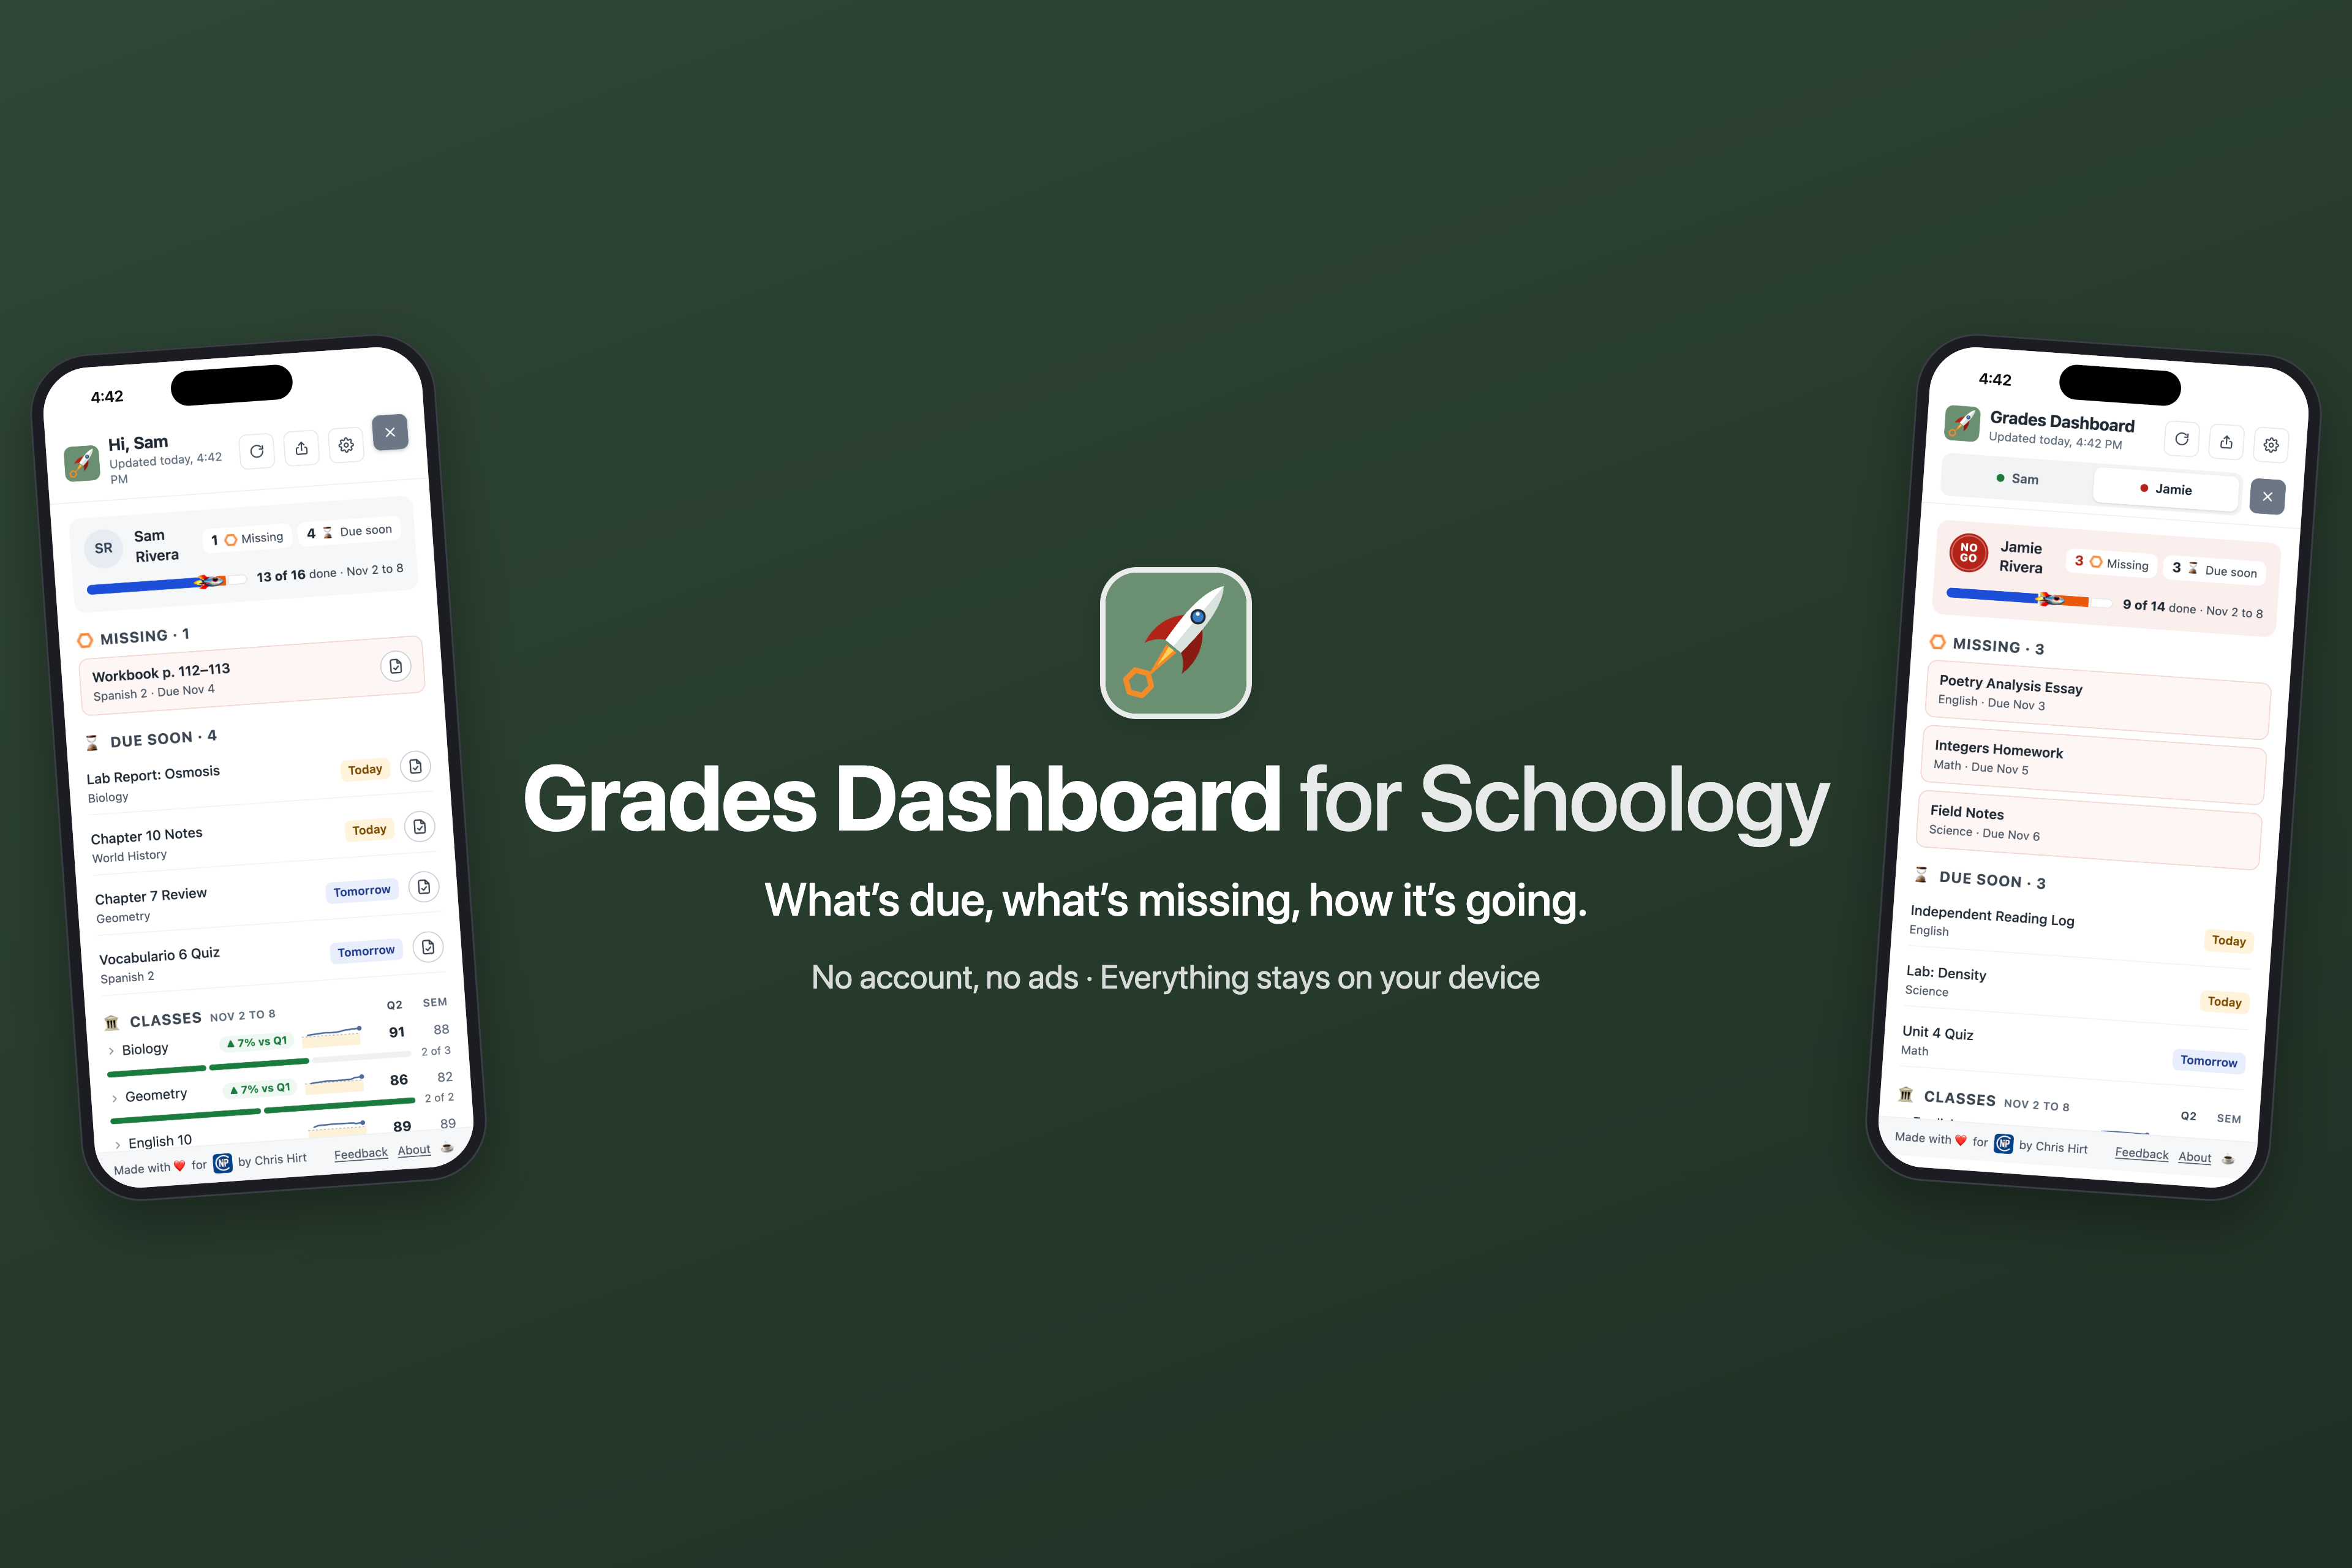 4:42
Hi, Sam
Updated today, 4:42
PM
SR
Sam
Rivera
1 Missing
4 Due soon
13 of 16 done · Nov 2 to 8
MISSING · 1
Workbook p. 112–113
Spanish 2 · Due Nov 4
DUE SOON · 4
Lab Report: Osmosis
Today
Biology
Chapter 10 Notes
Today
World History
Chapter 7 Review
Tomorrow
Geometry
Vocabulario 6 Quiz
Tomorrow
Spanish 2
CLASSES NOV 2 TO 8 Q2 SEM
Biology ▲ 7% vs Q1 91 88
2 of 3
Geometry ▲ 7% vs Q1 86 82
2 of 2
English 10 89 89
Made with ❤️ for NP by Chris Hirt Feedback About
Grades Dashboard for Schoology
What's due, what's missing, how it's going.
No account, no ads · Everything stays on your device
4:42
Grades Dashboard
Updated today, 4:42 PM
Sam
Jamie
NO
GO
Jamie
Rivera
3 Missing
3 Due soon
9 of 14 done · Nov 2 to 8
MISSING · 3
Poetry Analysis Essay
English · Due Nov 3
Integers Homework
Math · Due Nov 5
Field Notes
Science · Due Nov 6
DUE SOON · 3
Independent Reading Log
English
Today
Lab: Density
Science
Today
Unit 4 Quiz
Math
Tomorrow
CLASSES NOV 2 TO 8 Q2 SEM
Made with ❤️ for NP by Chris Hirt Feedback About